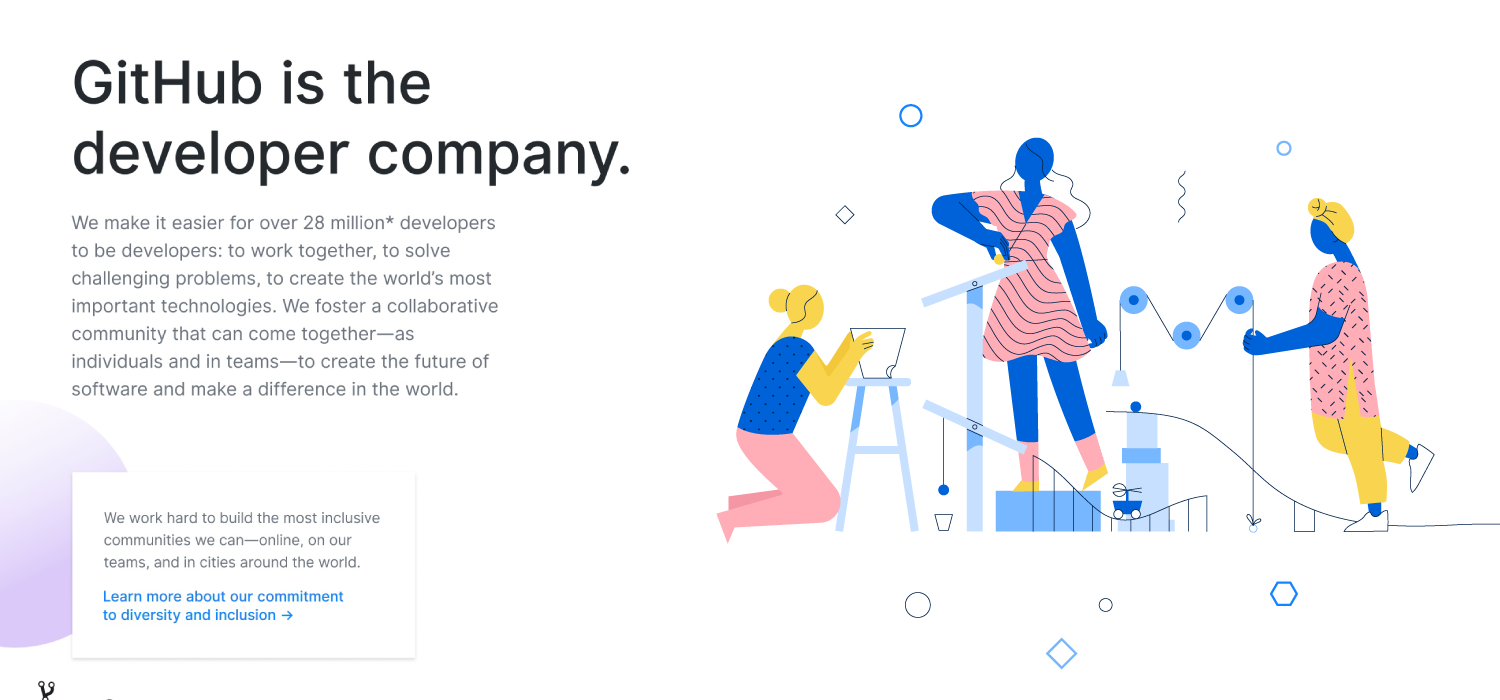 GitHub is the
developer company.
We make it easier for over 28 million* developers
to be developers: to work together, to solve
challenging problems, to create the world’s most
important technologies. We foster a collaborative
community that can come together—as
individuals and in teams—to create the future of
software and make a difference in the world.
We work hard to build the most inclusive
communities we can—online, on our
teams, and in cities around the world.
Learn more about our commitment
to diversity and inclusion →